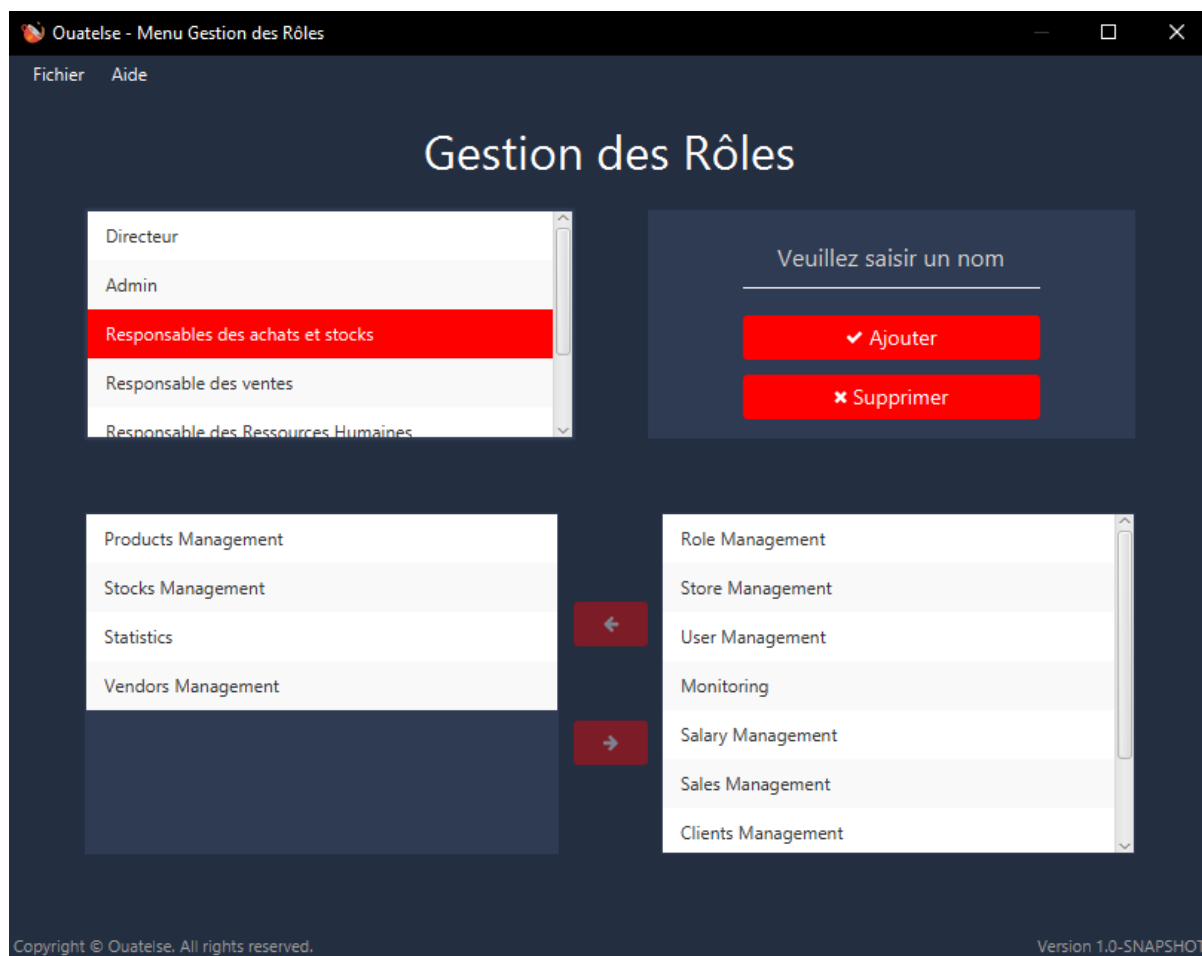 Ouatelse - Menu Gestion des Rôles
Fichier Aide
Gestion des Rôles
Directeur
Admin
Responsables des achats et stocks
Responsable des ventes
Responsable des Ressources Humaines
Veuillez saisir un nom
Ajouter
Supprimer
Products Management
Stocks Management
Statistics
Vendors Management
Role Management
Store Management
User Management
Monitoring
Salary Management
Sales Management
Clients Management
Copyright © Ouatelse. All rights reserved.
Version 1.0-SNAPSHOT